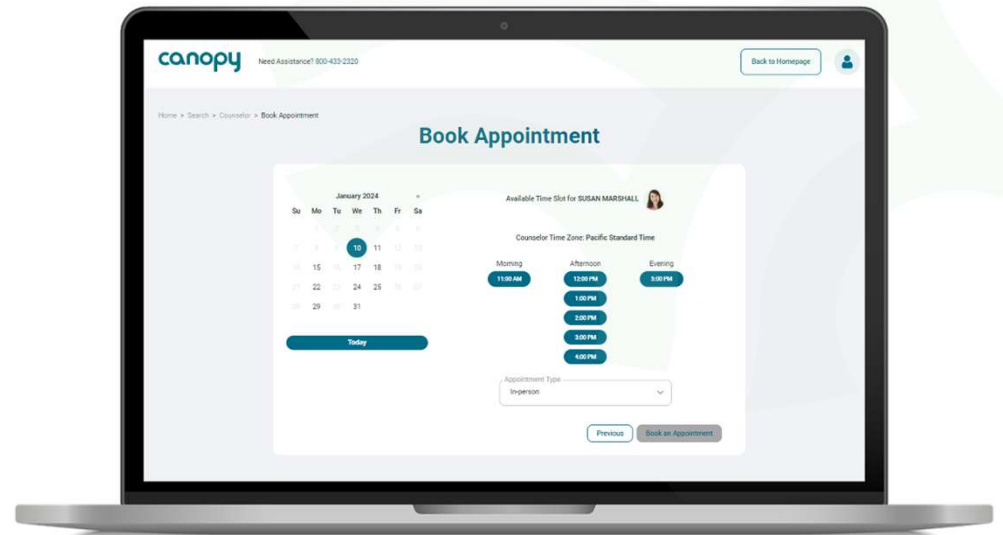 canopy
Need Assistance? 800-433-2320
Back to Homepage
Home > Search > Counselor > Book Appointment
Book Appointment
January 2024 »
Su Mo Tu We Th Fr Sa
10 11
15 17 18
22 24 25
29 31
Today
Available Time Slot for SUSAN MARSHALL
Counselor Time Zone: Pacific Standard Time
Morning Afternoon Evening
11:00 AM 12:00 PM 5:00 PM
1:00 PM
2:00 PM
3:00 PM
4:00 PM
Appointment Type
In-person
Previous Book an Appointment